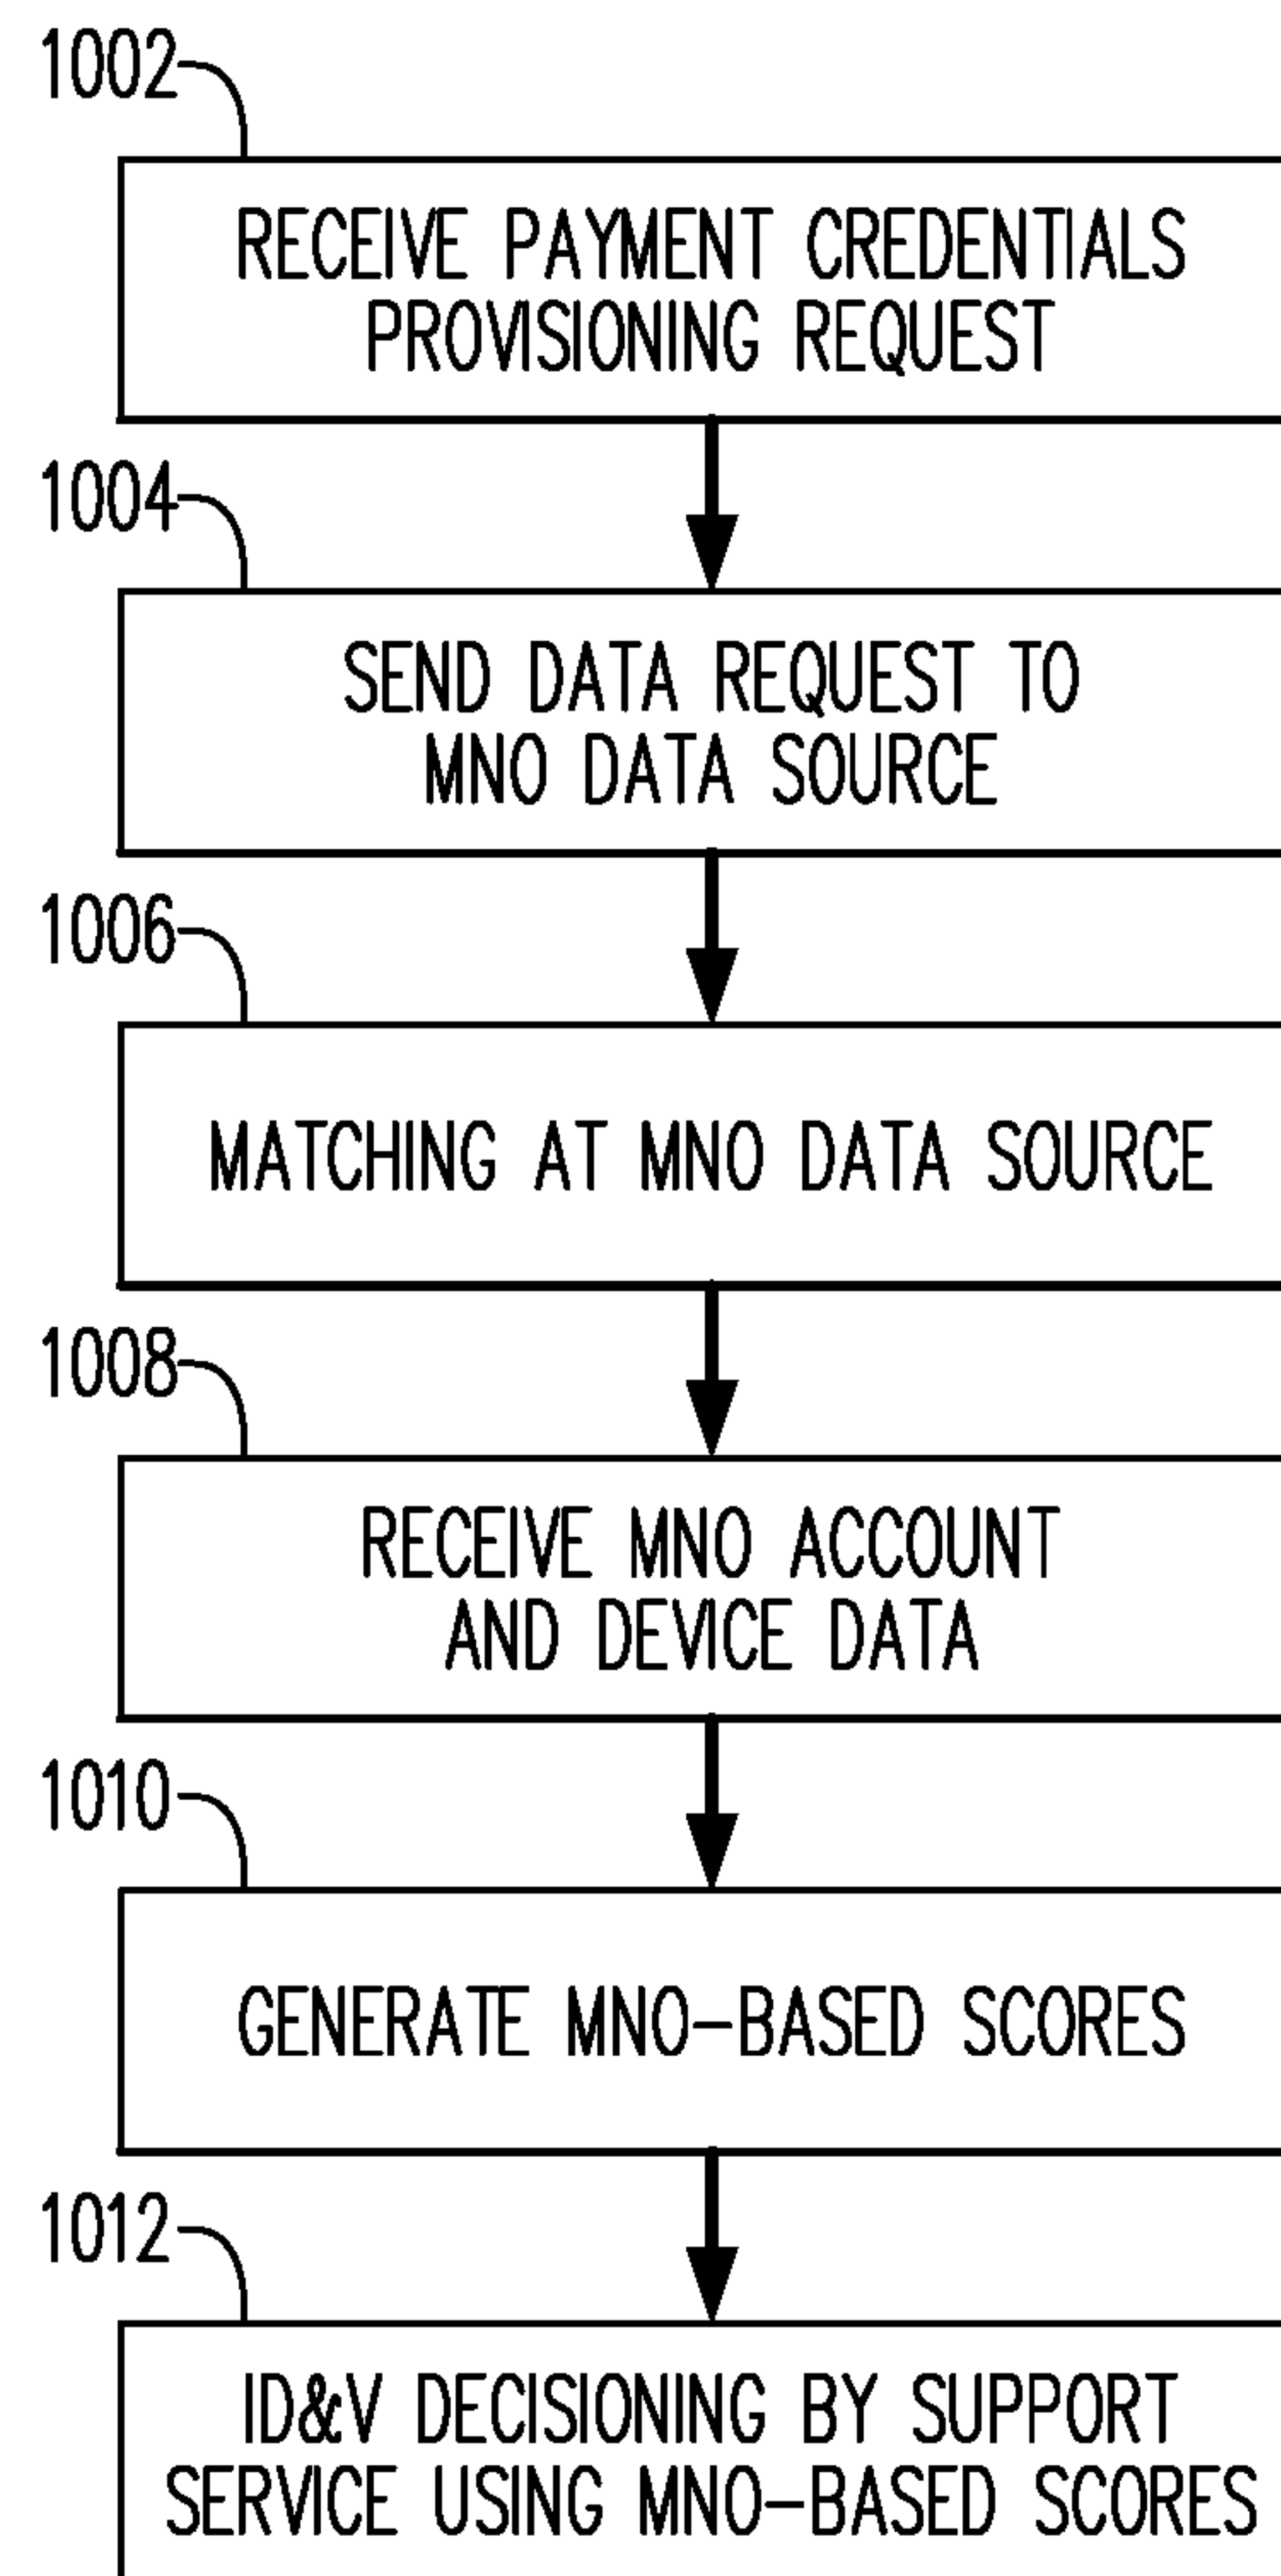 1002
RECEIVE PAYMENT CREDENTIALS
PROVISIONING REQUEST
1004
SEND DATA REQUEST TO
MNO DATA SOURCE
1006
MATCHING AT MNO DATA SOURCE
1008
RECEIVE MNO ACCOUNT
AND DEVICE DATA
1010
GENERATE MNO-BASED SCORES
1012
ID&V DECISIONING BY SUPPORT
SERVICE USING MNO-BASED SCORES